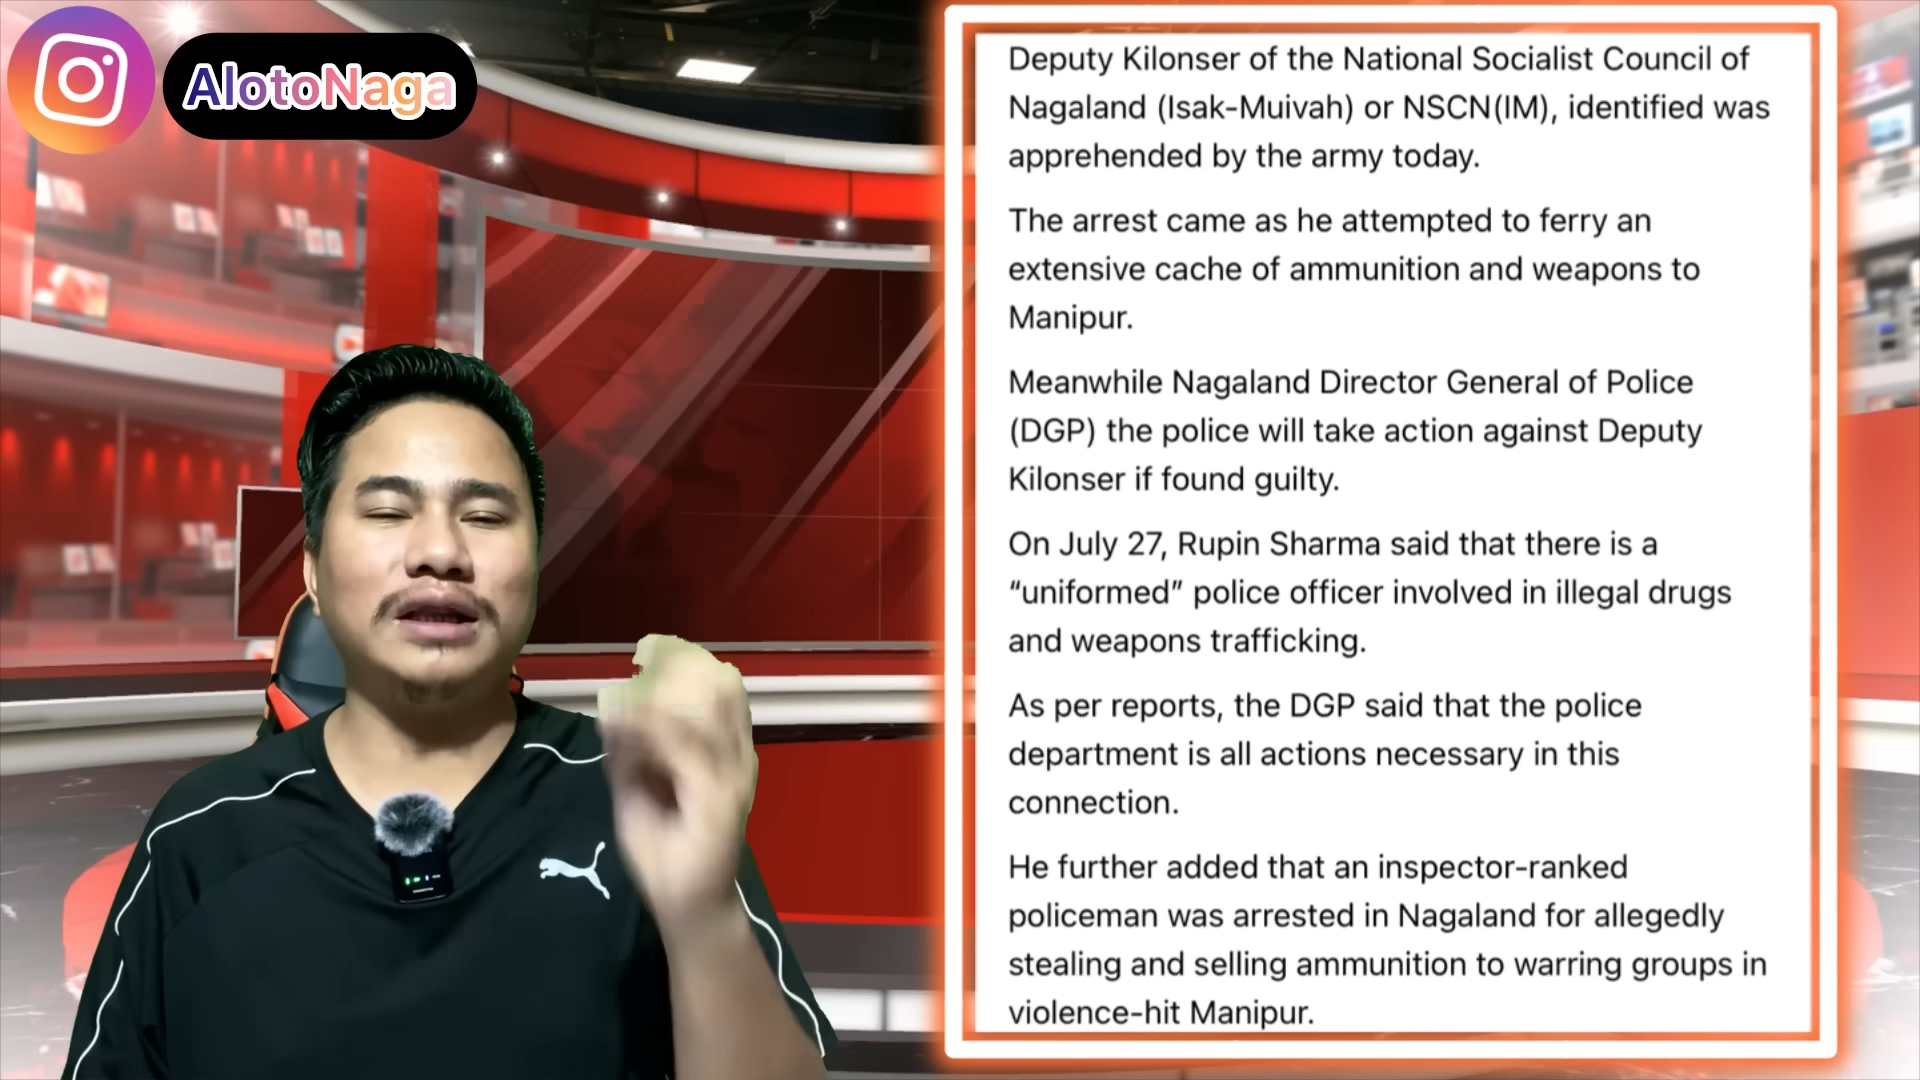 AlotoNaga
Deputy Kilonser of the National Socialist Council of
Nagaland (Isak-Muivah) or NSCN(IM), identified was
apprehended by the army today.
The arrest came as he attempted to ferry an
extensive cache of ammunition and weapons to
Manipur.
Meanwhile Nagaland Director General of Police
(DGP) the police will take action against Deputy
Kilonser if found guilty.
On July 27, Rupin Sharma said that there is a
“uniformed” police officer involved in illegal drugs
and weapons trafficking.
As per reports, the DGP said that the police
department is all actions necessary in this
connection.
He further added that an inspector-ranked
policeman was arrested in Nagaland for allegedly
stealing and selling ammunition to warring groups in
violence-hit Manipur.